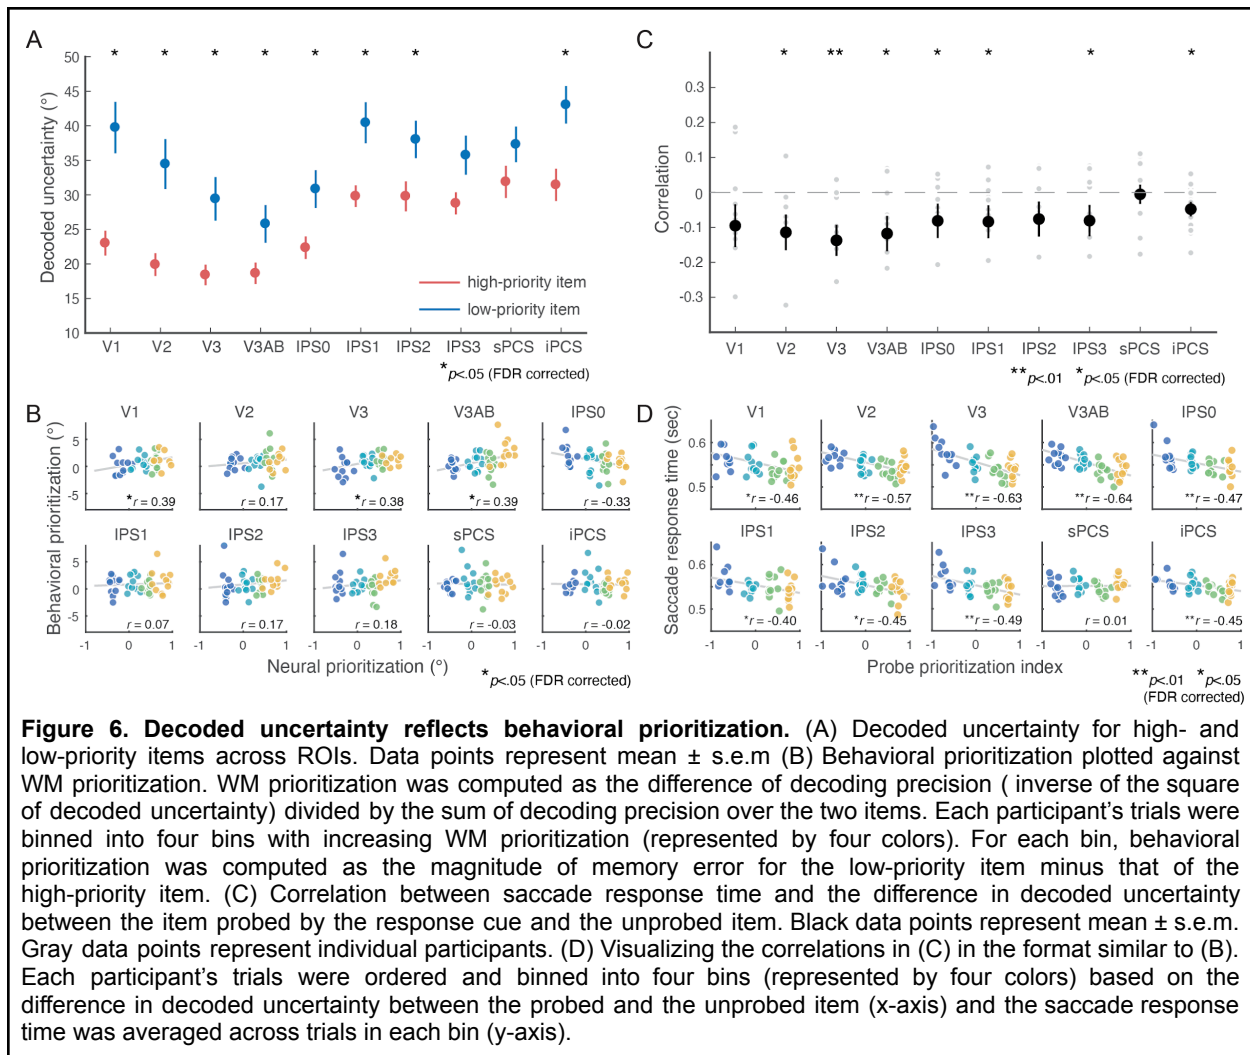 A
50
45
40
35
30
25
20
15
10
Decoded uncertainty (°)
* * * * * * * *
high-priority item
low-priority item
V1 V2 V3 V3AB IPS0 IPS1 IPS2 IPS3 sPCS iPCS
*p<.05 (FDR corrected)
C
0.3
0.2
0.1
0
-0.1
-0.2
-0.3
Correlation
* ** * * * * *
V1 V2 V3 V3AB IPS0 IPS1 IPS2 IPS3 sPCS iPCS
**p<.01 *p<.05 (FDR corrected)
B
Behavioral prioritization (°)
V1 V2 V3 V3AB IPS0
5
0
-5
*r = 0.39 r = 0.17 *r = 0.38 *r = 0.39 r = -0.33
IPS1 IPS2 IPS3 sPCS iPCS
5
0
-5
r = 0.07 r = 0.17 r = 0.18 r = -0.03 r = -0.02
-1 0 1 -1 0 1 -1 0 1 -1 0 1 -1 0 1
Neural prioritization (°)
*p<.05 (FDR corrected)
D
Saccade response time (sec)
V1 V2 V3 V3AB IPS0
0.6
0.5
*r = -0.46 **r = -0.57 **r = -0.63 **r = -0.64 **r = -0.47
IPS1 IPS2 IPS3 sPCS iPCS
0.6
0.5
*r = -0.40 *r = -0.45 **r = -0.49 r = 0.01 **r = -0.45
-1 0 1 -1 0 1 -1 0 1 -1 0 1 -1 0 1
Probe prioritization index
**p<.01 *p<.05
(FDR corrected)
Figure 6. Decoded uncertainty reflects behavioral prioritization. (A) Decoded uncertainty for high- and
low-priority items across ROIs. Data points represent mean ± s.e.m (B) Behavioral prioritization plotted against
WM prioritization. WM prioritization was computed as the difference of decoding precision ( inverse of the square
of decoded uncertainty) divided by the sum of decoding precision over the two items. Each participant's trials were
binned into four bins with increasing WM prioritization (represented by four colors). For each bin, behavioral
prioritization was computed as the magnitude of memory error for the low-priority item minus that of the
high-priority item. (C) Correlation between saccade response time and the difference in decoded uncertainty
between the item probed by the response cue and the unprobed item. Black data points represent mean ± s.e.m.
Gray data points represent individual participants. (D) Visualizing the correlations in (C) in the format similar to (B).
Each participant's trials were ordered and binned into four bins (represented by four colors) based on the
difference in decoded uncertainty between the probed and the unprobed item (x-axis) and the saccade response
time was averaged across trials in each bin (y-axis).